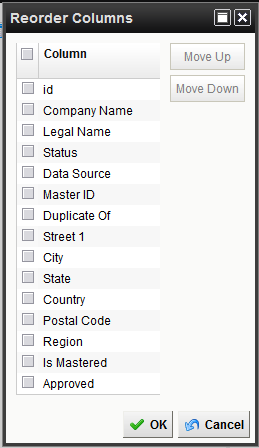 Reorder Columns
Column
Move Up
Move Down
id
Company Name
Legal Name
Status
Data Source
Master ID
Duplicate Of
Street 1
City
State
Country
Postal Code
Region
Is Mastered
Approved
OK
Cancel